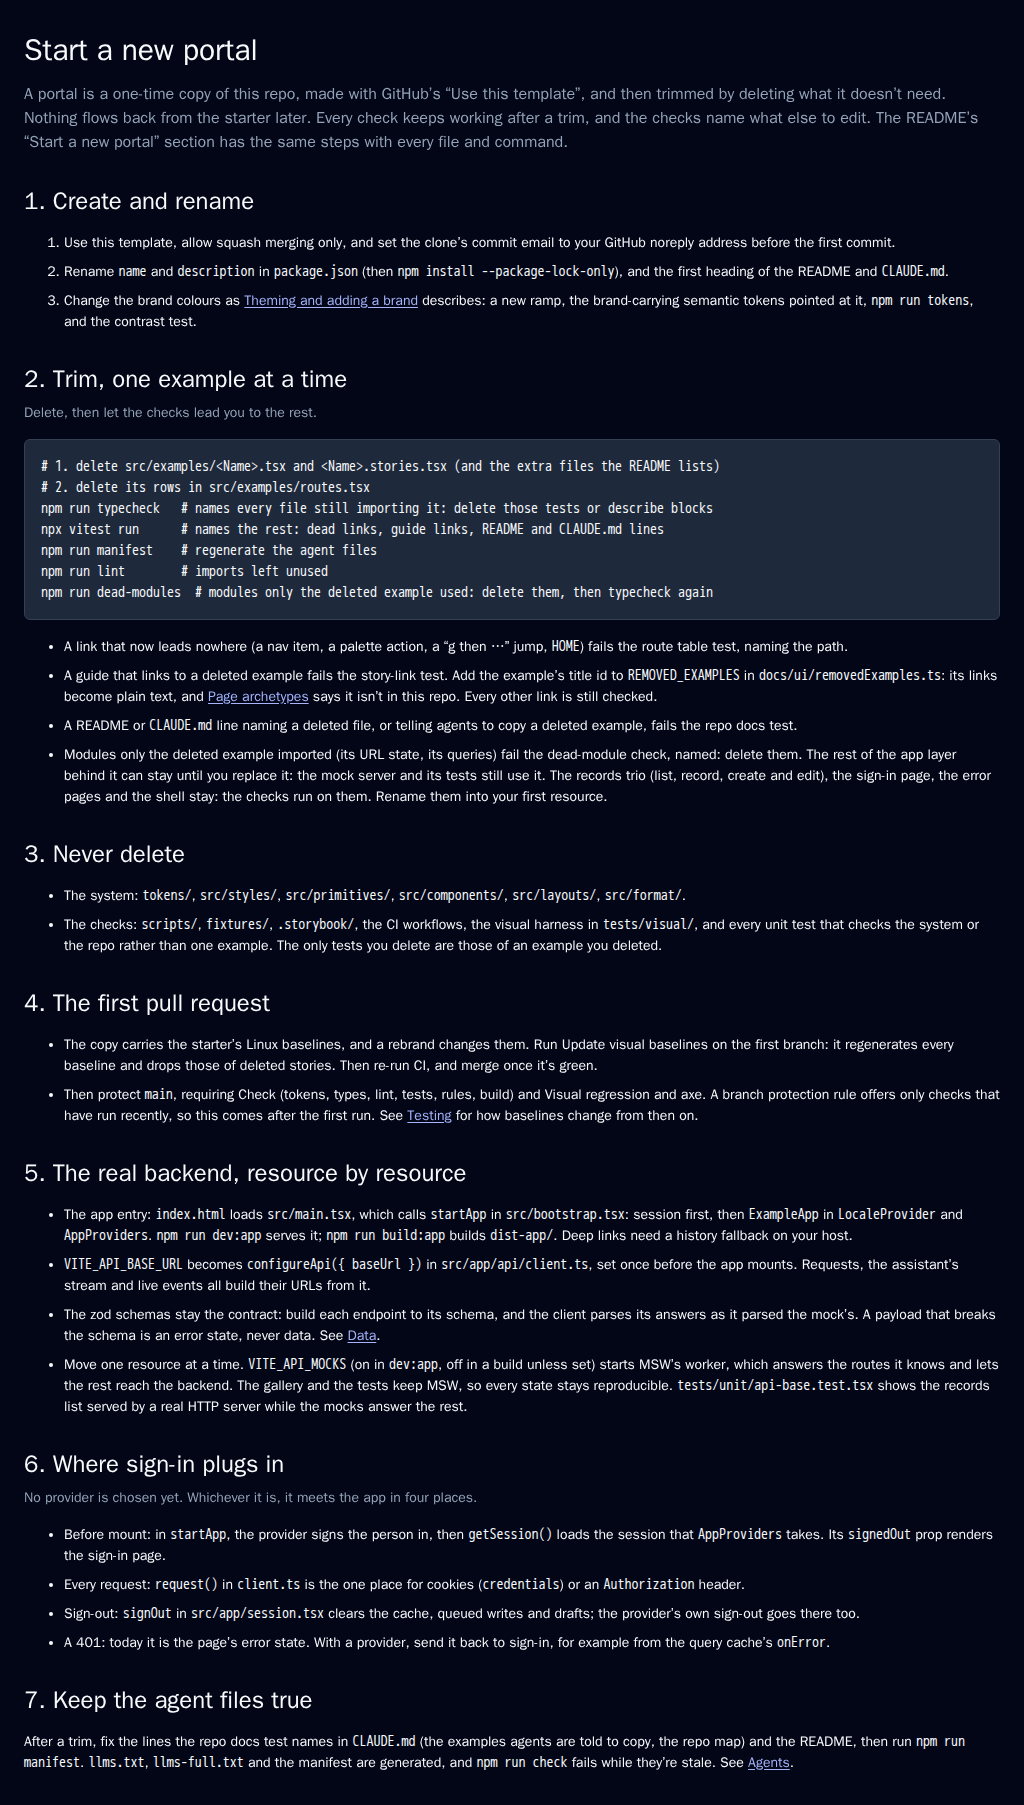 Start a new portal
A portal is a one-time copy of this repo, made with GitHub’s “Use this template”, and then trimmed by deleting what it doesn’t need.
Nothing flows back from the starter later. Every check keeps working after a trim, and the checks name what else to edit. The README’s
“Start a new portal” section has the same steps with every file and command.
1. Create and rename
1. Use this template, allow squash merging only, and set the clone’s commit email to your GitHub noreply address before the first commit.
2. Rename name and description in package.json (then npm install --package-lock-only), and the first heading of the README and CLAUDE.md.
3. Change the brand colours as Theming and adding a brand describes: a new ramp, the brand-carrying semantic tokens pointed at it, npm run tokens,
and the contrast test.
2. Trim, one example at a time
Delete, then let the checks lead you to the rest.
# 1. delete src/examples/<Name>.tsx and <Name>.stories.tsx (and the extra files the README lists)
# 2. delete its rows in src/examples/routes.tsx
npm run typecheck   # names every file still importing it: delete those tests or describe blocks
npx vitest run      # names the rest: dead links, guide links, README and CLAUDE.md lines
npm run manifest    # regenerate the agent files
npm run lint        # imports left unused
npm run dead-modules  # modules only the deleted example used: delete them, then typecheck again
• A link that now leads nowhere (a nav item, a palette action, a “g then …” jump, HOME) fails the route table test, naming the path.
• A guide that links to a deleted example fails the story-link test. Add the example’s title id to REMOVED_EXAMPLES in docs/ui/removedExamples.ts: its links
become plain text, and Page archetypes says it isn’t in this repo. Every other link is still checked.
• A README or CLAUDE.md line naming a deleted file, or telling agents to copy a deleted example, fails the repo docs test.
• Modules only the deleted example imported (its URL state, its queries) fail the dead-module check, named: delete them. The rest of the app layer
behind it can stay until you replace it: the mock server and its tests still use it. The records trio (list, record, create and edit), the sign-in page, the error
pages and the shell stay: the checks run on them. Rename them into your first resource.
3. Never delete
• The system: tokens/, src/styles/, src/primitives/, src/components/, src/layouts/, src/format/.
• The checks: scripts/, fixtures/, .storybook/, the CI workflows, the visual harness in tests/visual/, and every unit test that checks the system or
the repo rather than one example. The only tests you delete are those of an example you deleted.
4. The first pull request
• The copy carries the starter’s Linux baselines, and a rebrand changes them. Run Update visual baselines on the first branch: it regenerates every
baseline and drops those of deleted stories. Then re-run CI, and merge once it’s green.
• Then protect main, requiring Check (tokens, types, lint, tests, rules, build) and Visual regression and axe. A branch protection rule offers only checks that
have run recently, so this comes after the first run. See Testing for how baselines change from then on.
5. The real backend, resource by resource
• The app entry: index.html loads src/main.tsx, which calls startApp in src/bootstrap.tsx: session first, then ExampleApp in LocaleProvider and
AppProviders. npm run dev:app serves it; npm run build:app builds dist-app/. Deep links need a history fallback on your host.
• VITE_API_BASE_URL becomes configureApi({ baseUrl }) in src/app/api/client.ts, set once before the app mounts. Requests, the assistant’s
stream and live events all build their URLs from it.
• The zod schemas stay the contract: build each endpoint to its schema, and the client parses its answers as it parsed the mock’s. A payload that breaks
the schema is an error state, never data. See Data.
• Move one resource at a time. VITE_API_MOCKS (on in dev:app, off in a build unless set) starts MSW’s worker, which answers the routes it knows and lets
the rest reach the backend. The gallery and the tests keep MSW, so every state stays reproducible. tests/unit/api-base.test.tsx shows the records
list served by a real HTTP server while the mocks answer the rest.
6. Where sign-in plugs in
No provider is chosen yet. Whichever it is, it meets the app in four places.
• Before mount: in startApp, the provider signs the person in, then getSession() loads the session that AppProviders takes. Its signedOut prop renders
the sign-in page.
• Every request: request() in client.ts is the one place for cookies (credentials) or an Authorization header.
• Sign-out: signOut in src/app/session.tsx clears the cache, queued writes and drafts; the provider’s own sign-out goes there too.
• A 401: today it is the page’s error state. With a provider, send it back to sign-in, for example from the query cache’s onError.
7. Keep the agent files true
After a trim, fix the lines the repo docs test names in CLAUDE.md (the examples agents are told to copy, the repo map) and the README, then run npm run
manifest. llms.txt, llms-full.txt and the manifest are generated, and npm run check fails while they’re stale. See Agents.